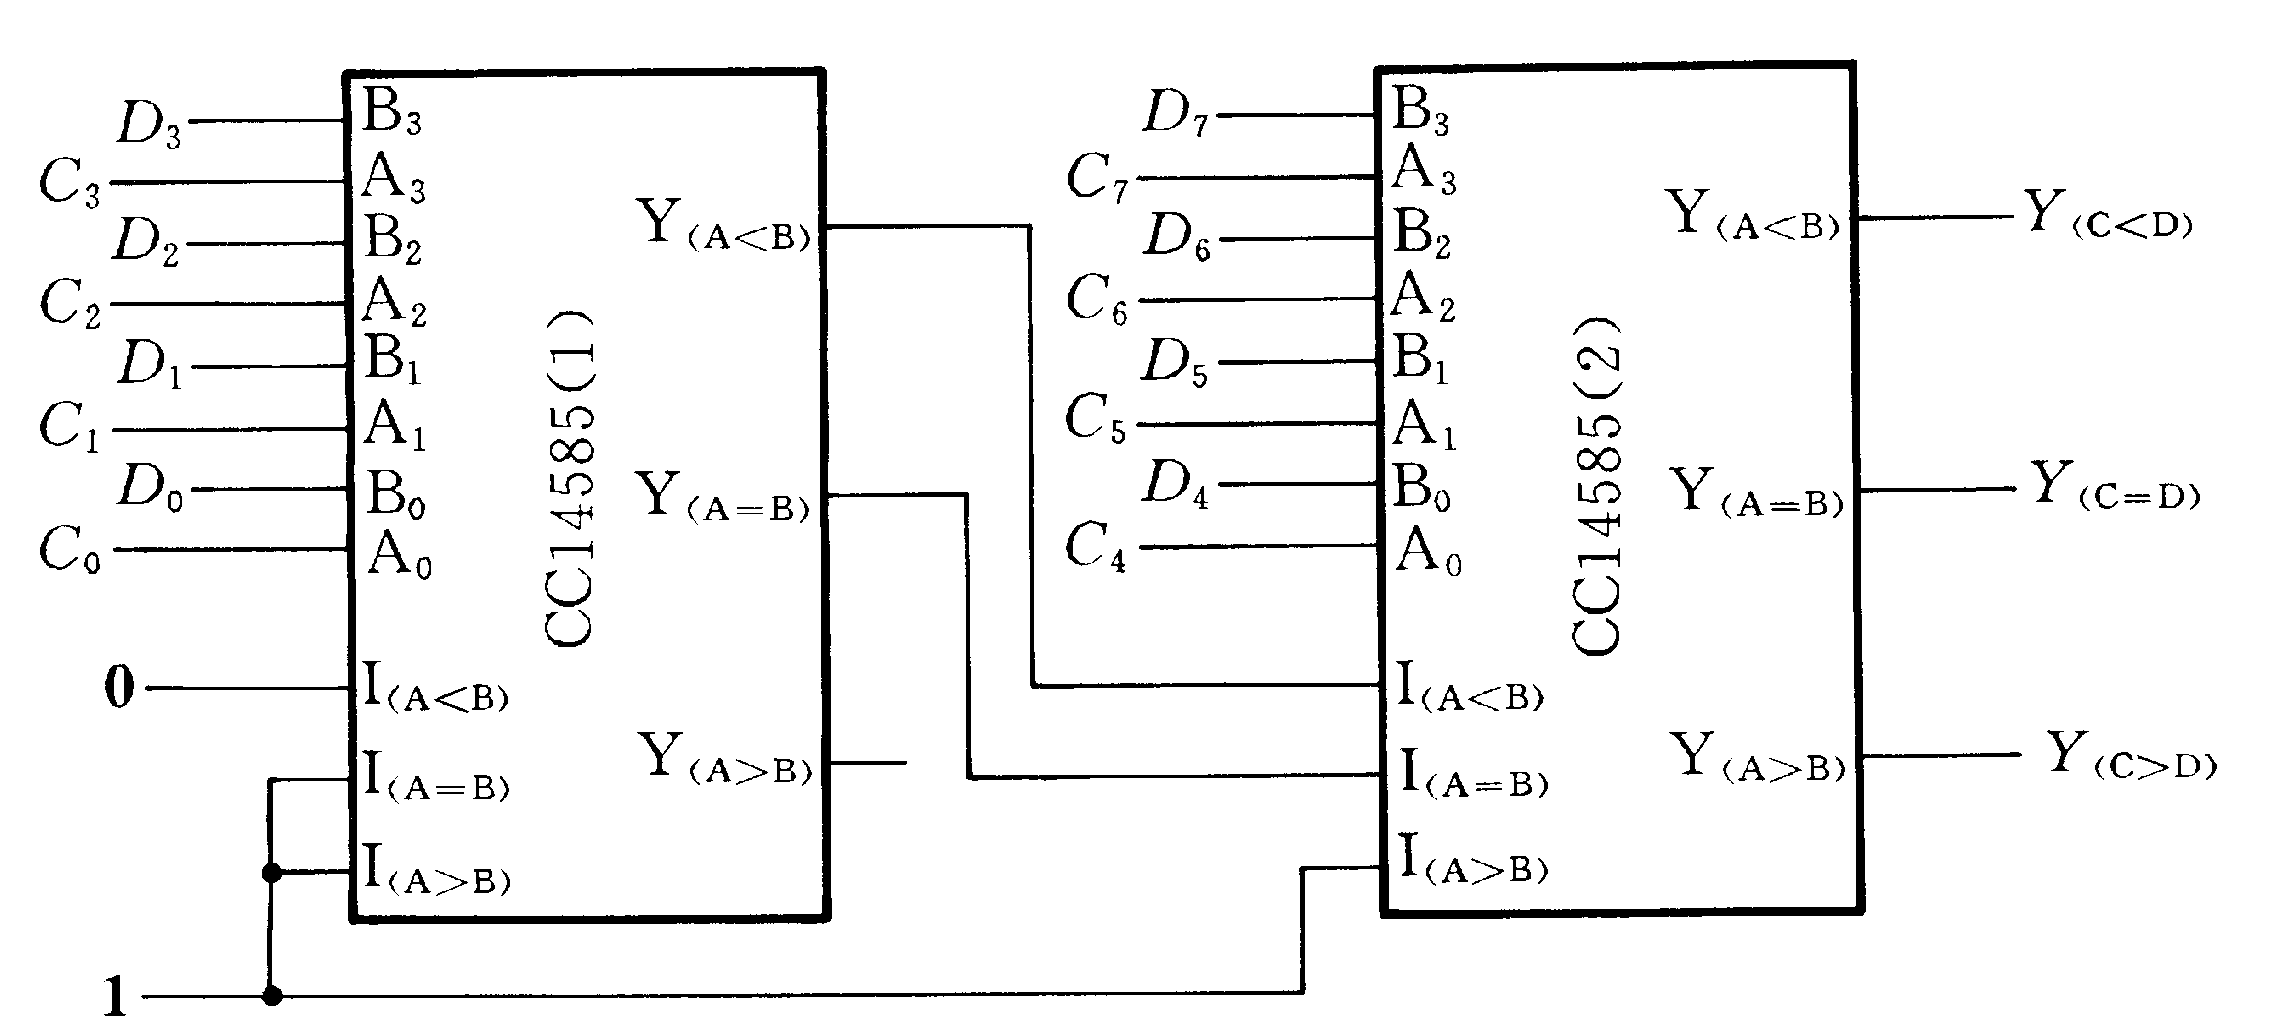 D₃ B₃
C₃ A₃
D₂ B₂
C₂ A₂
D₁ B₁
C₁ A₁
D₀ B₀
C₀ A₀
0 I(A<B)
I(A=B)
I(A>B)
1
CC14585(1)
Y(A<B)
Y(A=B)
Y(A>B)
D₇ B₃
C₇ A₃
D₆ B₂
C₆ A₂
D₅ B₁
C₅ A₁
D₄ B₀
C₄ A₀
I(A<B)
I(A=B)
I(A>B)
CC14585(2)
Y(A<B) Y(C<D)
Y(A=B) Y(C=D)
Y(A>B) Y(C>D)